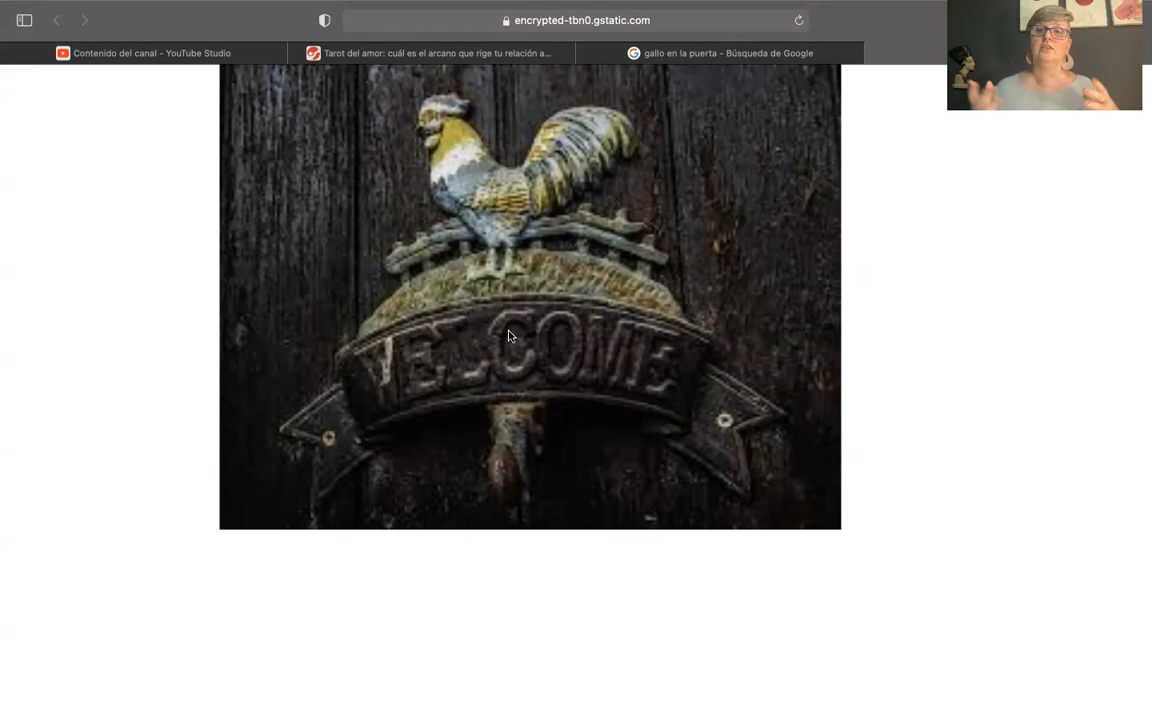 encrypted-tbn0.gstatic.com
Contenido del canal - YouTube Studio
Tarot del amor: cuál es el arcano que rige tu relación a...
gallo en la puerta - Búsqueda de Google
WELCOME